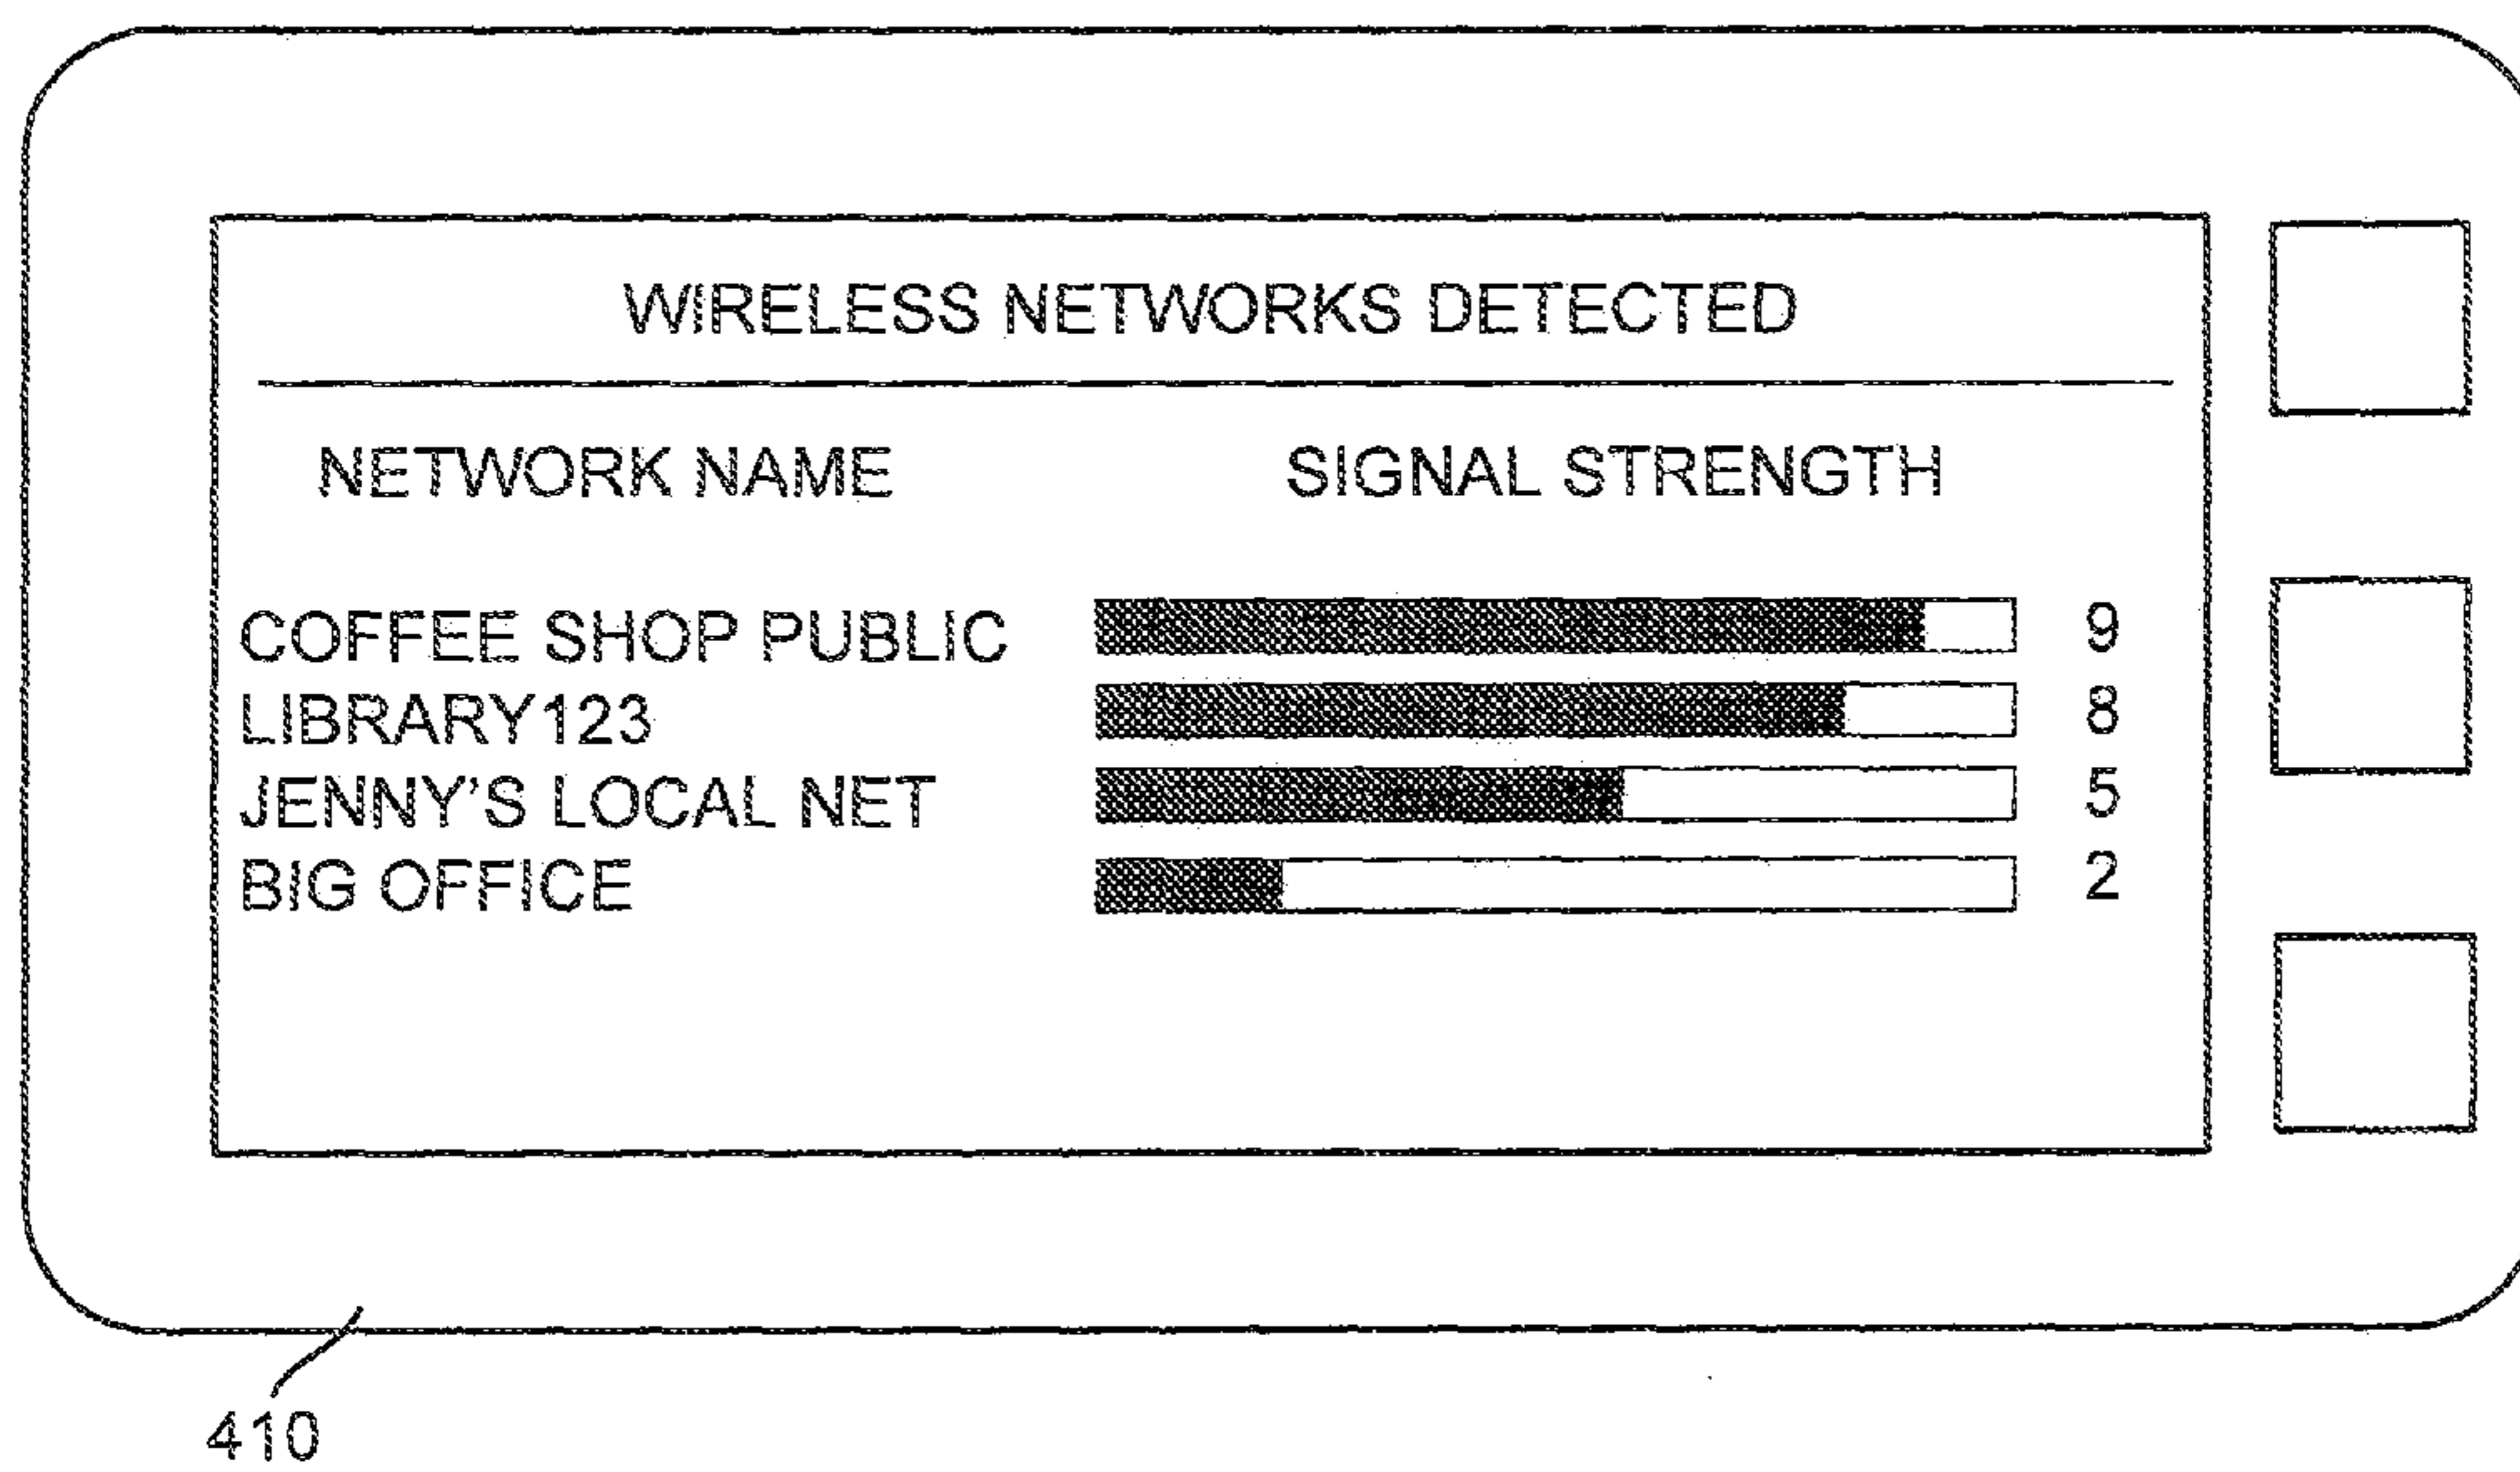 WIRELESS NETWORKS DETECTED
NETWORK NAME SIGNAL STRENGTH
COFFEE SHOP PUBLIC 9
LIBRARY123 8
JENNY'S LOCAL NET 5
BIG OFFICE 2
410